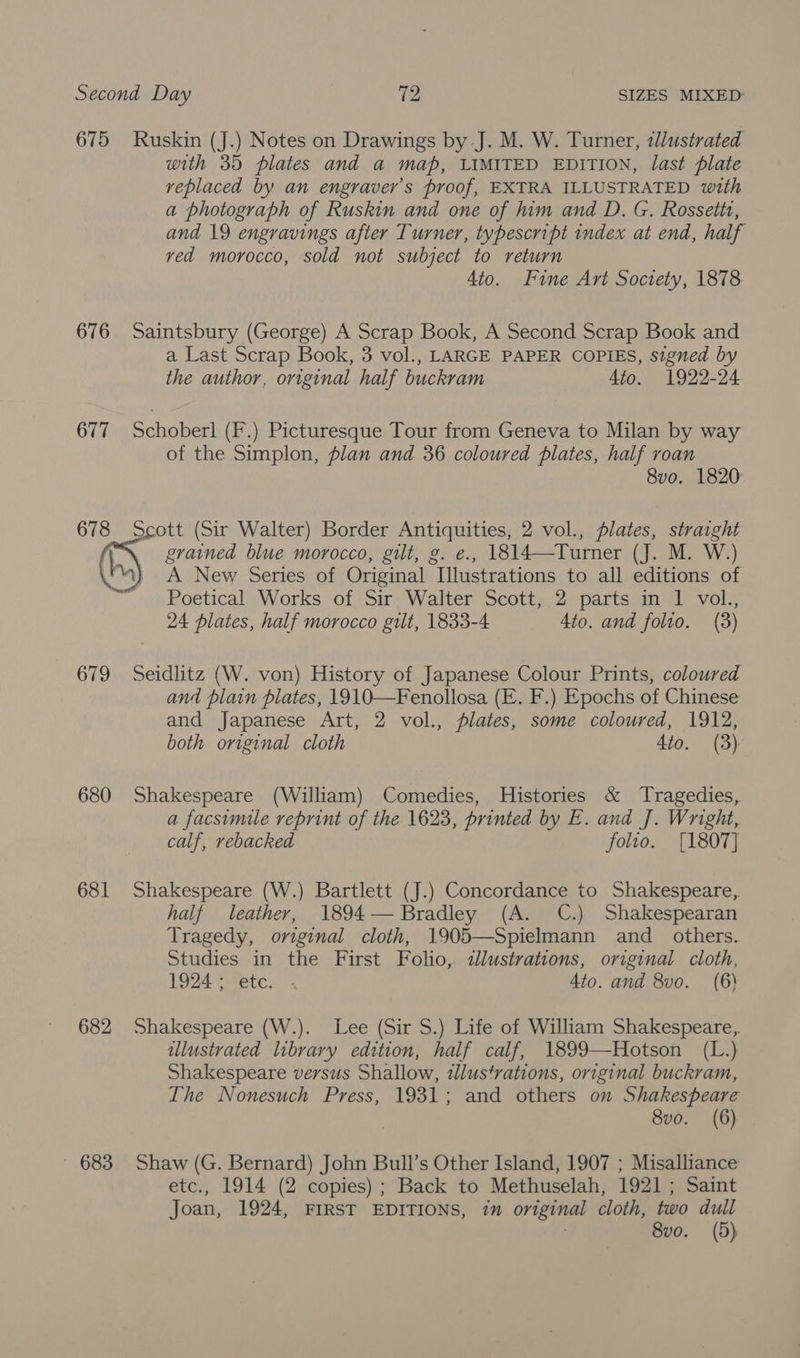 Second Day 72 SIZES MIXED
675 Ruskin (J.) Notes on Drawings by J. M. W. Turner, illustrated
with 35 plates and a map, LIMITED EDITION, last plate
replaced by an engraver's proof, EXTRA ILLUSTRATED with
a photograph of Ruskin and one of him and D. G. Rossetti,
and 19 engravings after Turner, typescript index at end, half
red morocco, sold not subject to return
4to. Fine Art Society, 1878
676 Saintsbury (George) A Scrap Book, A Second Scrap Book and
a Last Scrap Book, 3 vol., LARGE PAPER COPIES, signed by
the author, original half buckram 4to. 1922-24
677 Schoberl (F.) Picturesque Tour from Geneva to Milan by way
of the Simplon, plan and 36 coloured plates, half roan
8vo. 1820
678 Scott (Sir Walter) Border Antiquities, 2 vol., plates, straight
grained blue morocco, gilt, g. e., 1814—Turner (J. M. W.)
A New Series of Original Illustrations to all editions of
Poetical Works of Sir Walter Scott, 2 parts in 1 vol.,
24 plates, half morocco gilt, 1833-4 4to. and folio. (3)
679 Seidlitz (W. von) History of Japanese Colour Prints, coloured
and plain plates, 1910—Fenollosa (E. F.) Epochs of Chinese
and Japanese Art, 2 vol., plates, some coloured, 1912,
both original cloth 4to. (3)
680 Shakespeare (William) Comedies, Histories & Tragedies,
a facsimile reprint of the 1623, printed by E. and J. Wright,
calf, rebacked folio. [1807]
681 Shakespeare (W.) Bartlett (J.) Concordance to Shakespeare,
half leather, 1894—Bradley (A. C.) Shakespearan
Tragedy, original cloth, 1905—Spielmann and others.
Studies in the First Folio, illustrations, original cloth,
1924; etc. 4to. and 8vo. (6)
682 Shakespeare (W.). Lee (Sir S.) Life of William Shakespeare,
illustrated library edition, half calf, 1899—Hotson (L.)
Shakespeare versus Shallow, illustrations, original buckram,
The Nonesuch Press, 1931; and others on Shakespeare
8vo. (6)
683 Shaw (G. Bernard) John Bull's Other Island, 1907; Misalliance
etc., 1914 (2 copies); Back to Methuselah, 1921; Saint
Joan, 1924, FIRST EDITIONS, in original cloth, two dull
8vo. (5)